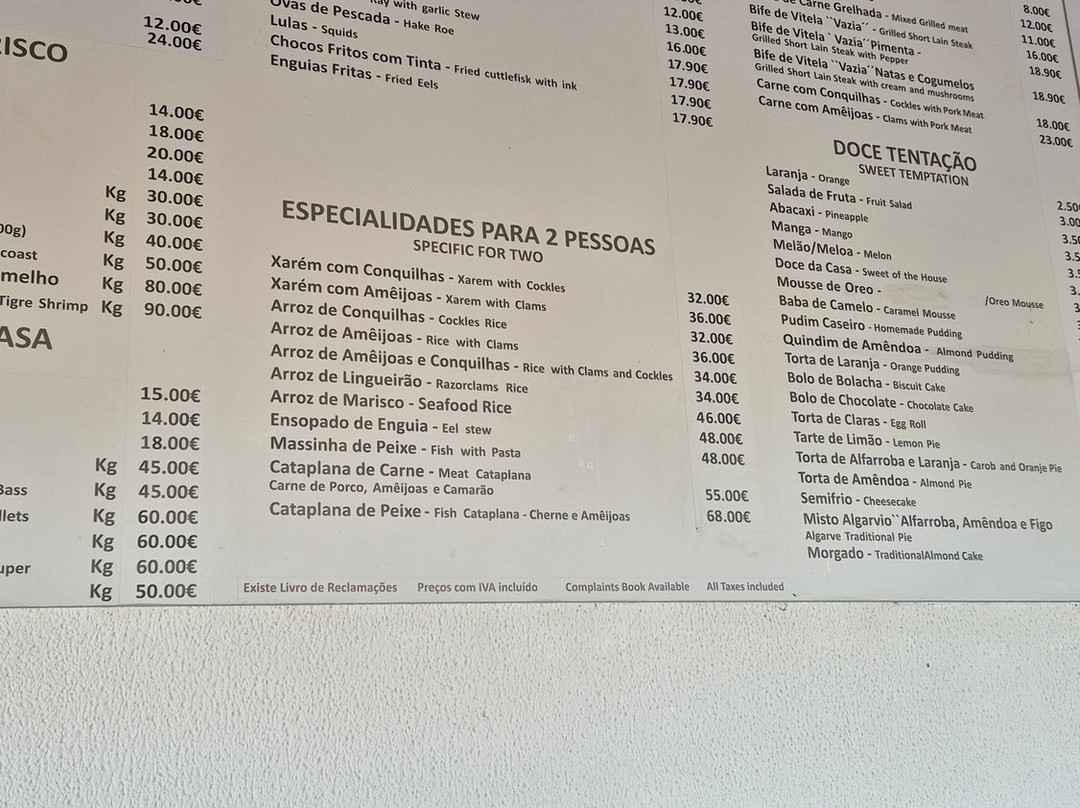 12.00€
24.00€
RISCO
14.00€
18.00€
20.00€
14.00€
Kg 30.00€
Kg 30.00€
Kg 40.00€
coast Kg 50.00€
melho Kg 80.00€
Tigre Shrimp Kg 90.00€
ASA
15.00€
14.00€
18.00€
Kg 45.00€
Bass Kg 45.00€
llets Kg 60.00€
Kg 60.00€
uper Kg 60.00€
Kg 50.00€
with garlic Stew
Ovas de Pescada - Hake Roe
Lulas - Squids
Chocos Fritos com Tinta - Fried cuttlefish with ink
Enguias Fritas - Fried Eels
12.00€
13.00€
16.00€
17.90€
17.90€
17.90€
17.90€
ESPECIALIDADES PARA 2 PESSOAS
SPECIFIC FOR TWO
Xarém com Conquilhas - Xarem with Cockles 32.00€
Xarém com Amêijoas - Xarem with Clams 36.00€
Arroz de Conquilhas - Cockles Rice 32.00€
Arroz de Amêijoas - Rice with Clams 36.00€
Arroz de Amêijoas e Conquilhas - Rice with Clams and Cockles 34.00€
Arroz de Lingueirão - Razorclams Rice 34.00€
Arroz de Marisco - Seafood Rice 46.00€
Ensopado de Enguia - Eel stew 48.00€
Massinha de Peixe - Fish with Pasta 48.00€
Cataplana de Carne - Meat Cataplana 55.00€
Carne de Porco, Amêijoas e Camarão
Cataplana de Peixe - Fish Cataplana - Cherne e Amêijoas 68.00€
Existe Livro de Reclamações Preços com IVA incluido Complaints Book Available All Taxes included
Carne Grelhada - Mixed Grilled meat
Bife de Vitela ``Vazia´´ - Grilled Short Lain Steak
Bife de Vitela ``Vazia´´Pimenta -
Grilled Short Lain Steak with Pepper
Bife de Vitela ``Vazia´´Natas e Cogumelos
Grilled Short Lain Steak with cream and mushrooms
Carne com Conquilhas - Cockles with Pork Meat
Carne com Amêijoas - Clams with Pork Meat
8.00€
12.00€
11.00€
16.00€
18.90€
18.90€
18.00€
23.00€
DOCE TENTAÇÃO
SWEET TEMPTATION
Laranja - Orange
Salada de Fruta - Fruit Salad
Abacaxi - Pineapple
Manga - Mango
Melão/Meloa - Melon
Doce da Casa - Sweet of the House
Mousse de Oreo - /Oreo Mousse
Baba de Camelo - Caramel Mousse
Pudim Caseiro - Homemade Pudding
Quindim de Amêndoa - Almond Pudding
Torta de Laranja - Orange Pudding
Bolo de Bolacha - Biscuit Cake
Bolo de Chocolate - Chocolate Cake
Torta de Claras - Egg Roll
Tarte de Limão - Lemon Pie
Torta de Alfarroba e Laranja - Carob and Oranje Pie
Torta de Amêndoa - Almond Pie
Semifrio - Cheesecake
Misto Algarvio``Alfarroba, Amêndoa e Figo
Algarve Traditional Pie
Morgado - TraditionalAlmond Cake